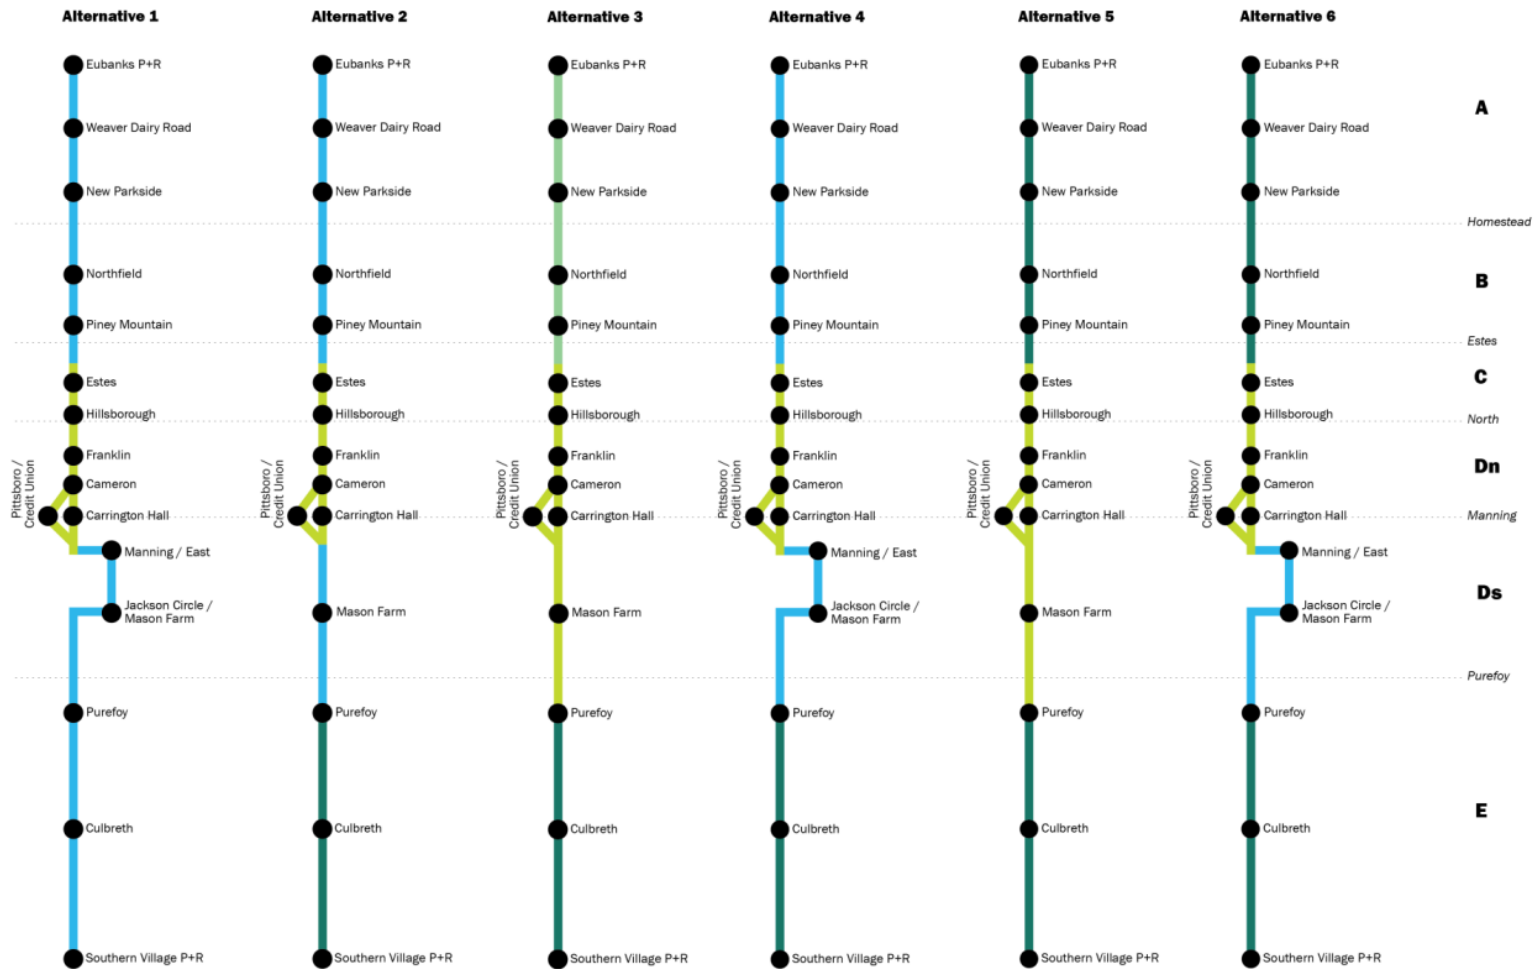 Alternative 1
Alternative 2
Alternative 3
Alternative 4
Alternative 5
Alternative 6
Eubanks P+R
Eubanks P+R
Eubanks P+R
Eubanks P+R
Eubanks P+R
Eubanks P+R
A
Weaver Dairy Road
Weaver Dairy Road
Weaver Dairy Road
Weaver Dairy Road
Weaver Dairy Road
Weaver Dairy Road
New Parkside
New Parkside
New Parkside
New Parkside
New Parkside
New Parkside
Homestead
Northfield
Northfield
Northfield
Northfield
Northfield
Northfield
B
Piney Mountain
Piney Mountain
Piney Mountain
Piney Mountain
Piney Mountain
Piney Mountain
Estes
Estes
Estes
Estes
Estes
Estes
Estes
C
Hillsborough
Hillsborough
Hillsborough
Hillsborough
Hillsborough
Hillsborough
North
Franklin
Franklin
Franklin
Franklin
Franklin
Franklin
Dn
Cameron
Cameron
Cameron
Cameron
Cameron
Cameron
Pittsboro /
Credit Union
Pittsboro /
Credit Union
Pittsboro /
Credit Union
Pittsboro /
Credit Union
Pittsboro /
Credit Union
Pittsboro /
Credit Union
Carrington Hall
Carrington Hall
Carrington Hall
Carrington Hall
Carrington Hall
Carrington Hall
Manning
Manning / East
Manning / East
Manning / East
Ds
Jackson Circle /
Mason Farm
Mason Farm
Mason Farm
Jackson Circle /
Mason Farm
Mason Farm
Jackson Circle /
Mason Farm
Purefoy
Purefoy
Purefoy
Purefoy
Purefoy
Purefoy
Purefoy
E
Culbreth
Culbreth
Culbreth
Culbreth
Culbreth
Culbreth
Southern Village P+R
Southern Village P+R
Southern Village P+R
Southern Village P+R
Southern Village P+R
Southern Village P+R